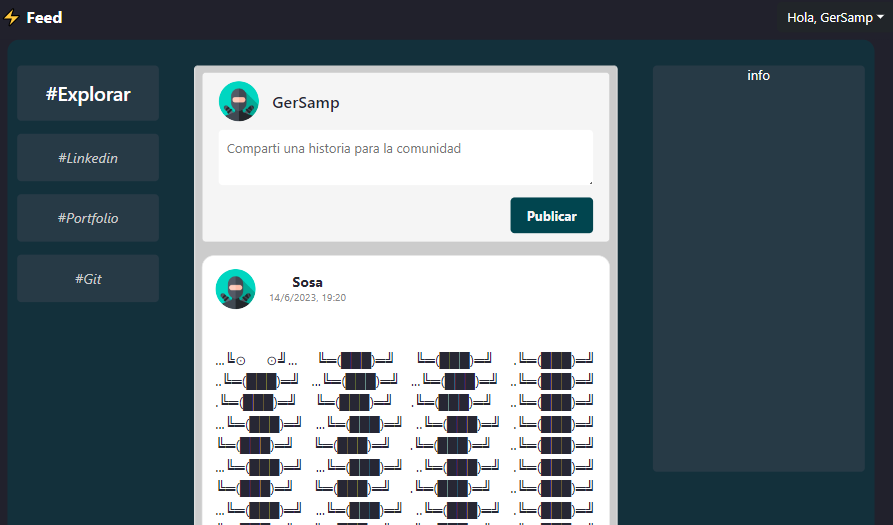 ⚡ Feed
Hola, GerSamp
#Explorar
#Linkedin
#Portfolio
#Git
GerSamp
Comparti una historia para la comunidad
Publicar
Sosa
14/6/2023, 19:20
...╚⊙ ⊙╝... ╚═(███)═╝ ╚═(███)═╝ .╚═(███)═╝
..╚═(███)═╝ ...╚═(███)═╝ ...╚═(███)═╝ ..╚═(███)═╝
.╚═(███)═╝ ╚═(███)═╝ .╚═(███)═╝ ..╚═(███)═╝
...╚═(███)═╝ ...╚═(███)═╝ ..╚═(███)═╝ .╚═(███)═╝
╚═(███)═╝ ╚═(███)═╝ .╚═(███)═╝ ..╚═(███)═╝
...╚═(███)═╝ ...╚═(███)═╝ ..╚═(███)═╝ .╚═(███)═╝
╚═(███)═╝ ╚═(███)═╝ .╚═(███)═╝ ..╚═(███)═╝
...╚═(███)═╝ ...╚═(███)═╝ ..╚═(███)═╝ .╚═(███)═╝
info